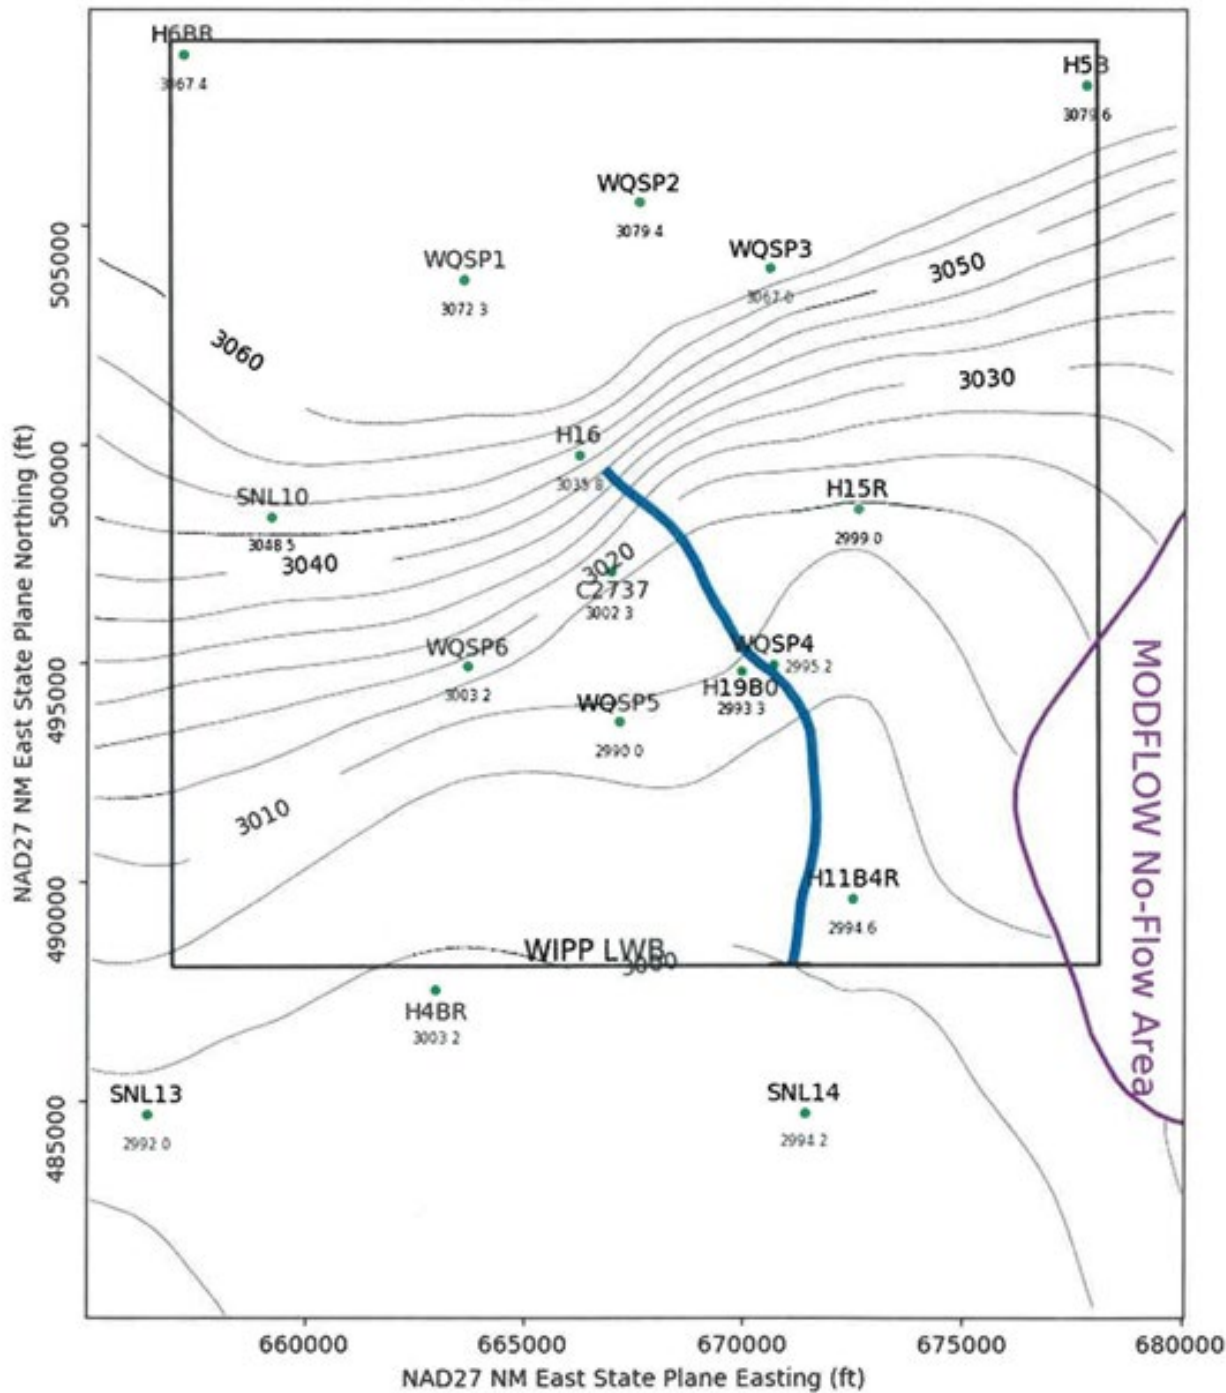 H6BR
3067.4
H5B
3079.6
WQSP2
3079.4
WQSP3
3067.0
WQSP1
3072.3
3050
3060
3030
H16
3035.8
SNL10
3048.5
3040
H15R
2999.0
3020
C2737
3002.3
WQSP6
3003.2
WQSP4
2995.2
H19B0
2993.3
WQSP5
2990.0
3010
H11B4R
2994.6
WIPP LWB
3000
H4BR
3003.2
SNL13
2992.0
SNL14
2994.2
MODFLOW No-Flow Area
NAD27 NM East State Plane Northing (ft)
505000
500000
495000
490000
485000
660000
665000
670000
675000
680000
NAD27 NM East State Plane Easting (ft)